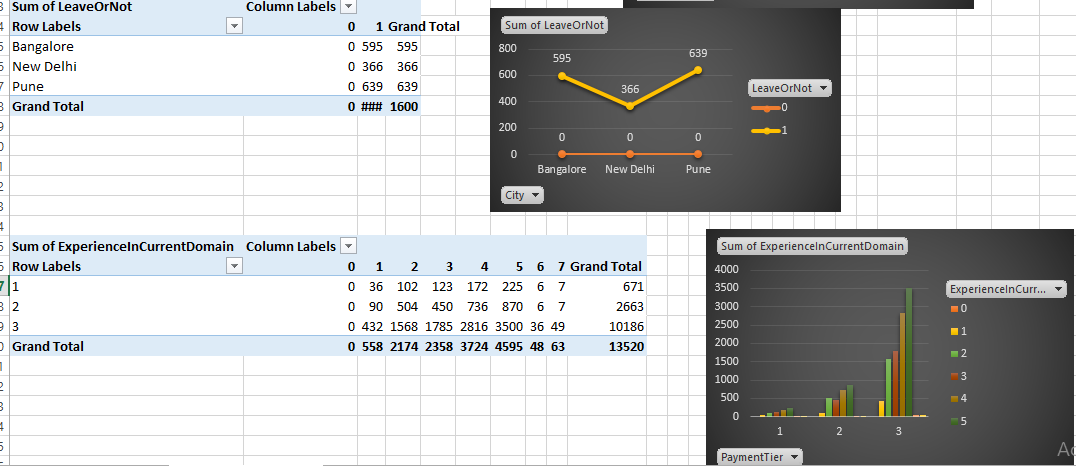 Sum of LeaveOrNot Column Labels
Row Labels 0 1 Grand Total
Bangalore 0 595 595
New Delhi 0 366 366
Pune 0 639 639
Grand Total 0 ### 1600
Sum of LeaveOrNot
800
600
400
200
0
595
366
639
0 0 0
Bangalore New Delhi Pune
LeaveOrNot
0
1
City
Sum of ExperienceInCurrentDomain Column Labels
Row Labels 0 1 2 3 4 5 6 7 Grand Total
1 0 36 102 123 172 225 6 7 671
2 0 90 504 450 736 870 6 7 2663
3 0 432 1568 1785 2816 3500 36 49 10186
Grand Total 0 558 2174 2358 3724 4595 48 63 13520
Sum of ExperienceInCurrentDomain
4000
3500
3000
2500
2000
1500
1000
500
0
1 2 3
ExperienceInCurr...
0
1
2
3
4
5
PaymentTier